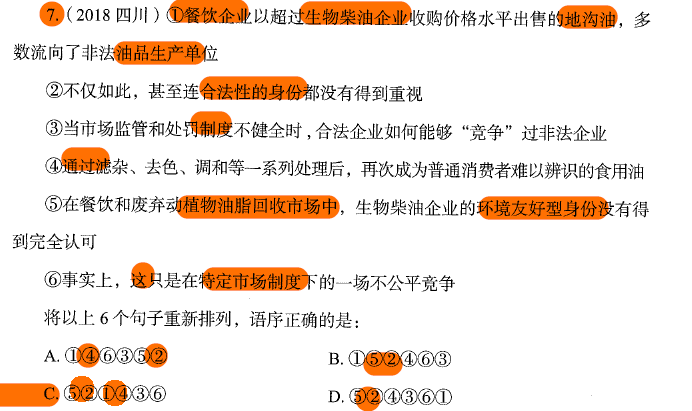 7.（2018 四川）①餐饮企业以超过生物柴油企业收购价格水平出售的地沟油，多
数流向了非法油品生产单位
②不仅如此，甚至连合法性的身份都没有得到重视
③当市场监管和处罚制度不健全时，合法企业如何能够“竞争”过非法企业
④通过滤杂、去色、调和等一系列处理后，再次成为普通消费者难以辨识的食用油
⑤在餐饮和废弃动植物油脂回收市场中，生物柴油企业的环境友好型身份没有得
到完全认可
⑥事实上，这只是在特定市场制度下的一场不公平竞争
将以上 6 个句子重新排列，语序正确的是：
A. ①④⑥③⑤② B. ①⑤②④⑥③
C. ⑤②①④③⑥ D. ⑤②④③⑥①